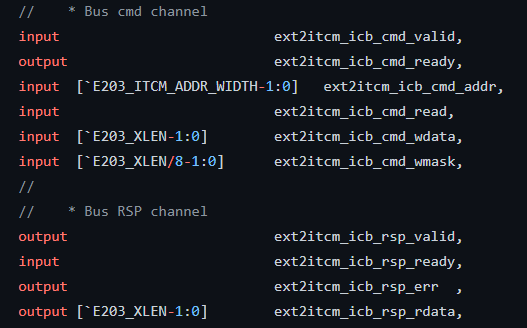 //    * Bus cmd channel
input                          ext2itcm_icb_cmd_valid,
output                         ext2itcm_icb_cmd_ready,
input  [`E203_ITCM_ADDR_WIDTH-1:0]   ext2itcm_icb_cmd_addr,
input                          ext2itcm_icb_cmd_read,
input  [`E203_XLEN-1:0]        ext2itcm_icb_cmd_wdata,
input  [`E203_XLEN/8-1:0]      ext2itcm_icb_cmd_wmask,
//
//    * Bus RSP channel
output                         ext2itcm_icb_rsp_valid,
input                          ext2itcm_icb_rsp_ready,
output                         ext2itcm_icb_rsp_err  ,
output [`E203_XLEN-1:0]        ext2itcm_icb_rsp_rdata,